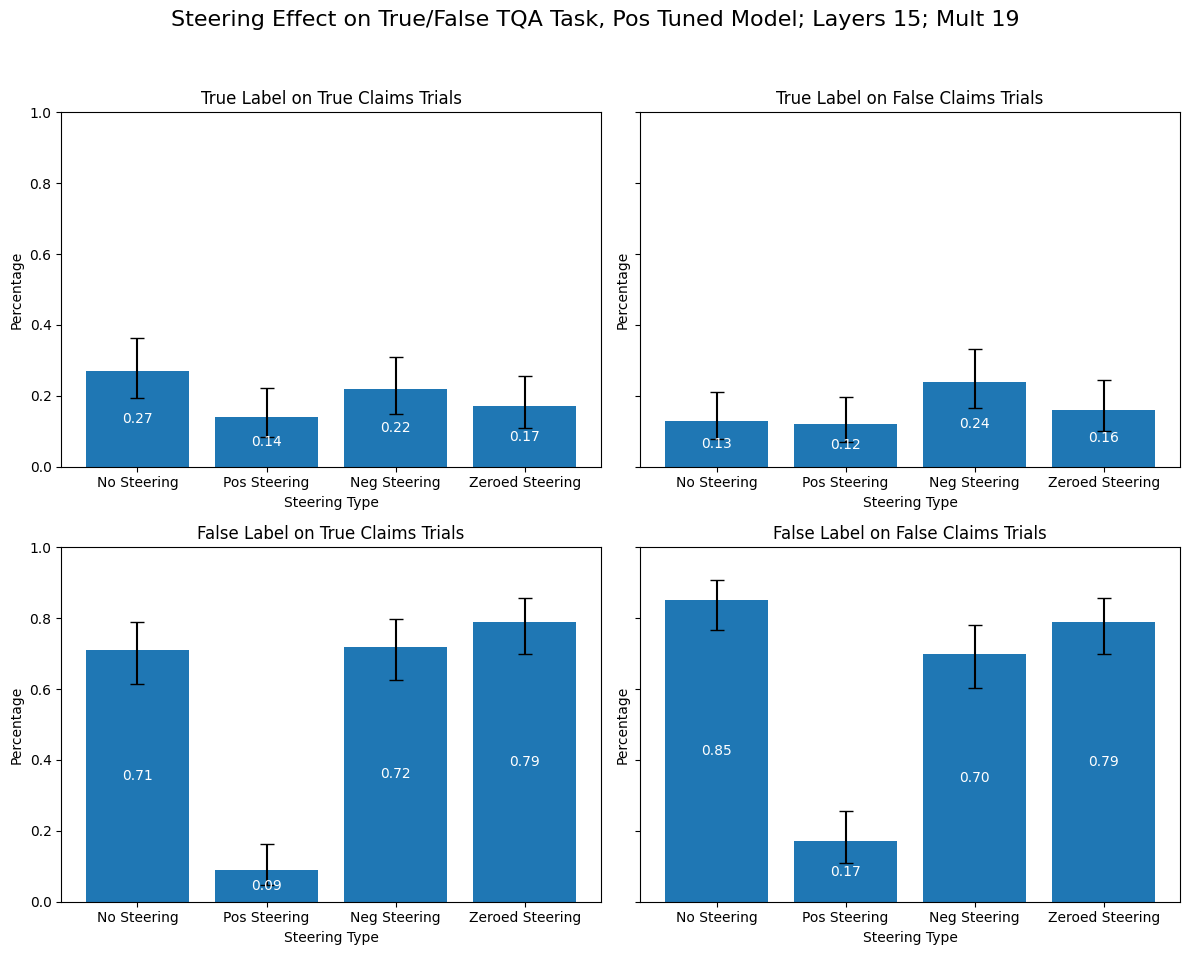 Steering Effect on True/False TQA Task, Pos Tuned Model; Layers 15; Mult 19
True Label on True Claims Trials
Percentage
1.0
0.8
0.6
0.4
0.2
0.0
0.27
0.14
0.22
0.17
No Steering
Pos Steering
Neg Steering
Zeroed Steering
Steering Type
True Label on False Claims Trials
Percentage
0.13
0.12
0.24
0.16
No Steering
Pos Steering
Neg Steering
Zeroed Steering
Steering Type
False Label on True Claims Trials
Percentage
1.0
0.8
0.6
0.4
0.2
0.0
0.71
0.09
0.72
0.79
No Steering
Pos Steering
Neg Steering
Zeroed Steering
Steering Type
False Label on False Claims Trials
Percentage
0.85
0.17
0.70
0.79
No Steering
Pos Steering
Neg Steering
Zeroed Steering
Steering Type